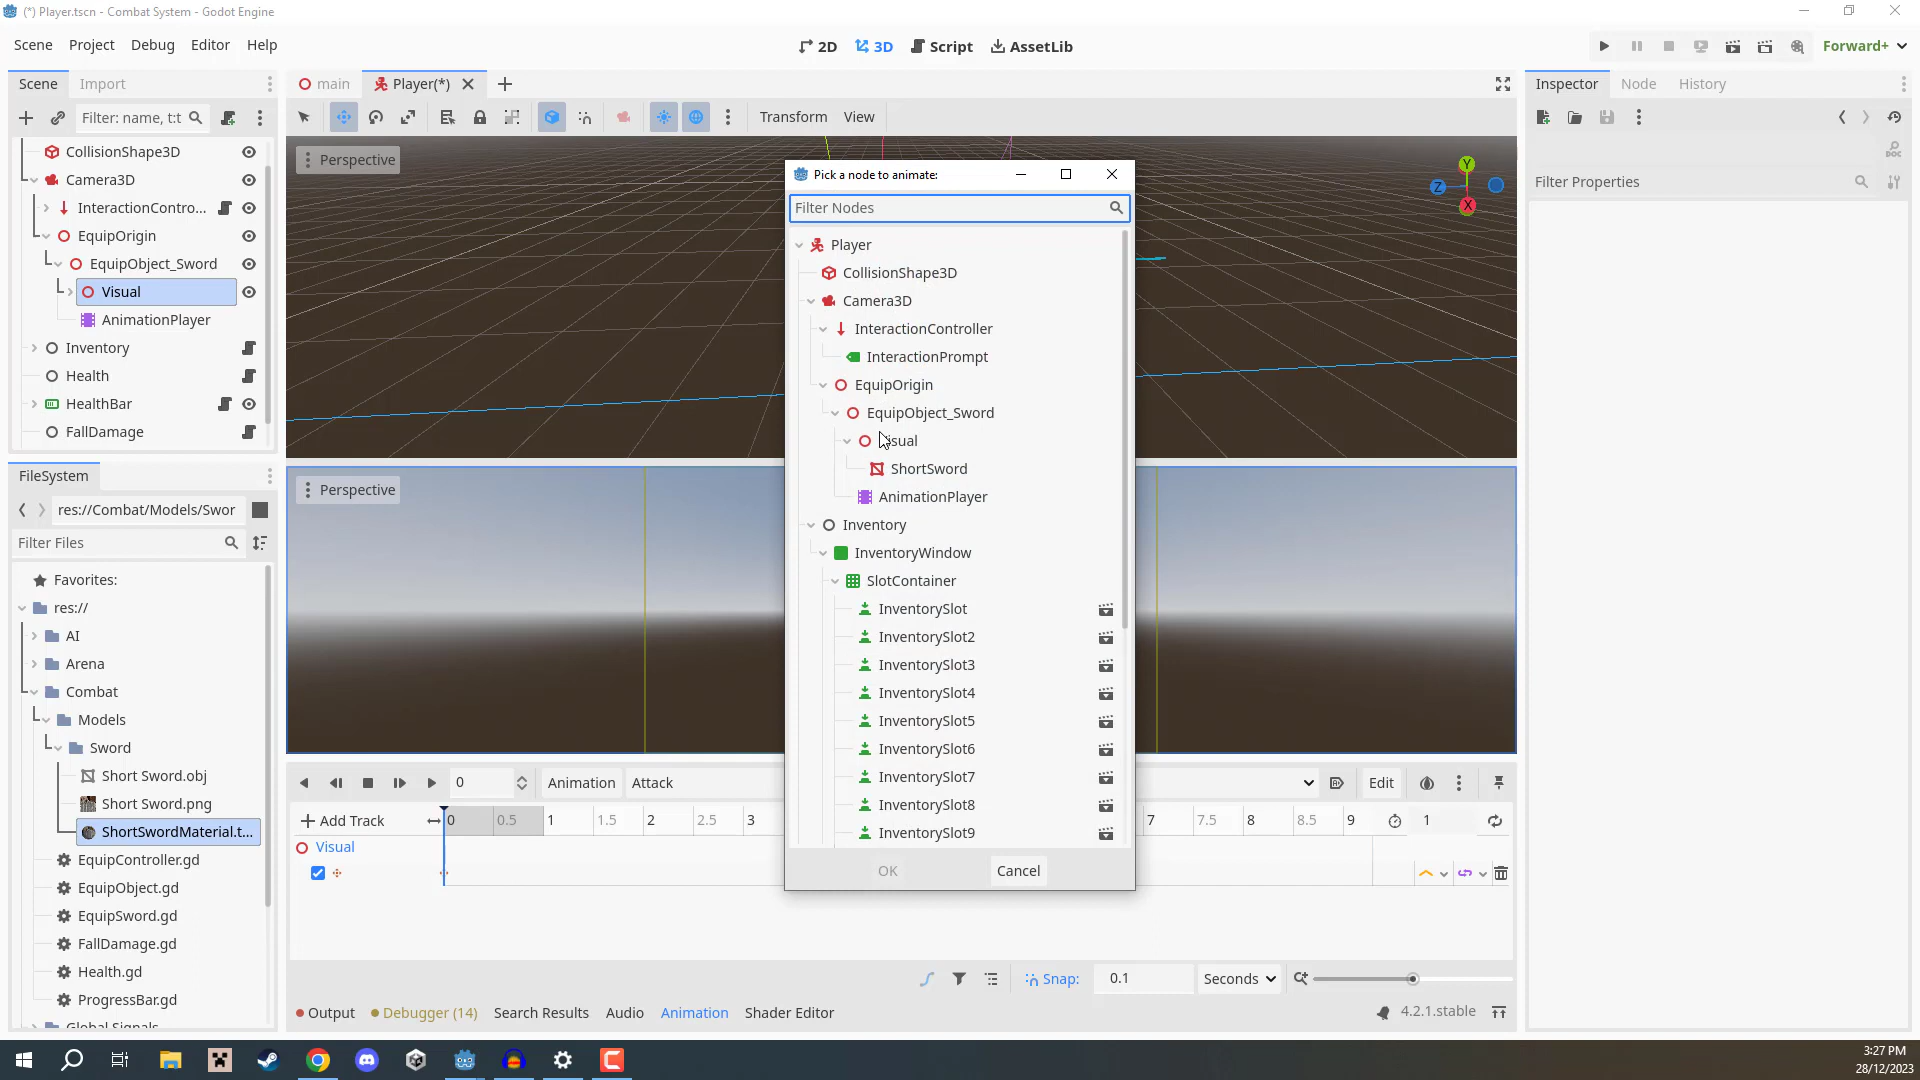 (*) Player.tscn - Combat System - Godot Engine
Scene Project Debug Editor Help
2D 3D Script AssetLib
Forward+
Scene Import
main Player(*)
Inspector Node History
Filter: name, t:t
Transform View
CollisionShape3D
Camera3D
InteractionContro...
EquipOrigin
EquipObject_Sword
Visual
AnimationPlayer
Inventory
Health
HealthBar
FallDamage
Perspective
Y
Z
X
Filter Properties
DOC
Pick a node to animate:
Filter Nodes
Player
CollisionShape3D
Camera3D
InteractionController
InteractionPrompt
EquipOrigin
EquipObject_Sword
ShortSword
AnimationPlayer
Inventory
InventoryWindow
SlotContainer
InventorySlot
InventorySlot2
InventorySlot3
InventorySlot4
InventorySlot5
InventorySlot6
InventorySlot7
InventorySlot8
InventorySlot9
OK Cancel
Perspective
FileSystem
res://Combat/Models/Swor
Filter Files
Favorites:
res://
AI
Arena
Combat
Models
Sword
Short Sword.obj
Short Sword.png
ShortSwordMaterial.t...
EquipController.gd
EquipObject.gd
EquipSword.gd
FallDamage.gd
Health.gd
ProgressBar.gd
Global Signals
0 Animation Attack Edit
Add Track 0 0.5 1 1.5 2 2.5 3 7 7.5 8 8.5 9 1
Visual
Snap: 0.1 Seconds
Output Debugger (14) Search Results Audio Animation Shader Editor 4.2.1.stable
3:27 PM
28/12/2023